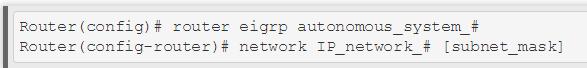 Router(config)# router eigrp autonomous_system_#
Router(config-router)# network IP_network_# [subnet_mask]